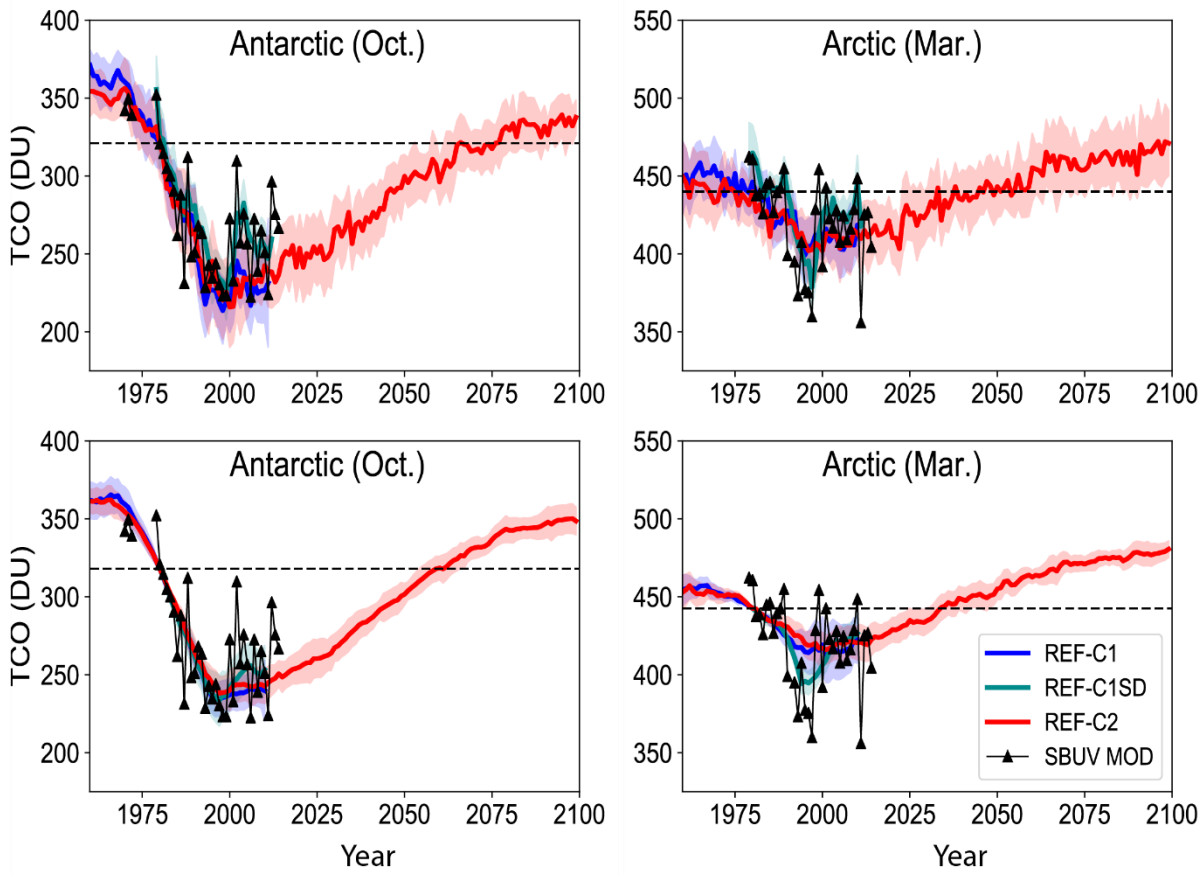 Antarctic (Oct.)
400
350
300
250
200
TCO (DU)
1975 2000 2025 2050 2075 2100
Arctic (Mar.)
550
500
450
400
350
1975 2000 2025 2050 2075 2100
Antarctic (Oct.)
400
350
300
250
200
TCO (DU)
1975 2000 2025 2050 2075 2100
Year
Arctic (Mar.)
550
500
450
400
350
REF-C1
REF-C1SD
REF-C2
SBUV MOD
1975 2000 2025 2050 2075 2100
Year